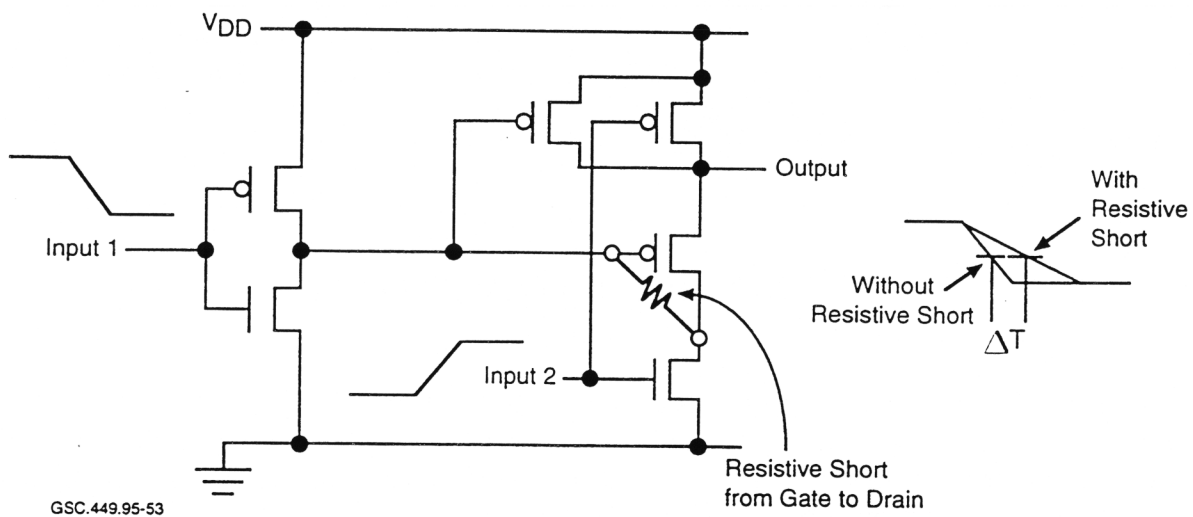 VDD
Input 1
Output
With
Resistive
Short
Without
Resistive Short
ΔT
Input 2
Resistive Short
from Gate to Drain
GSC.449.95-53